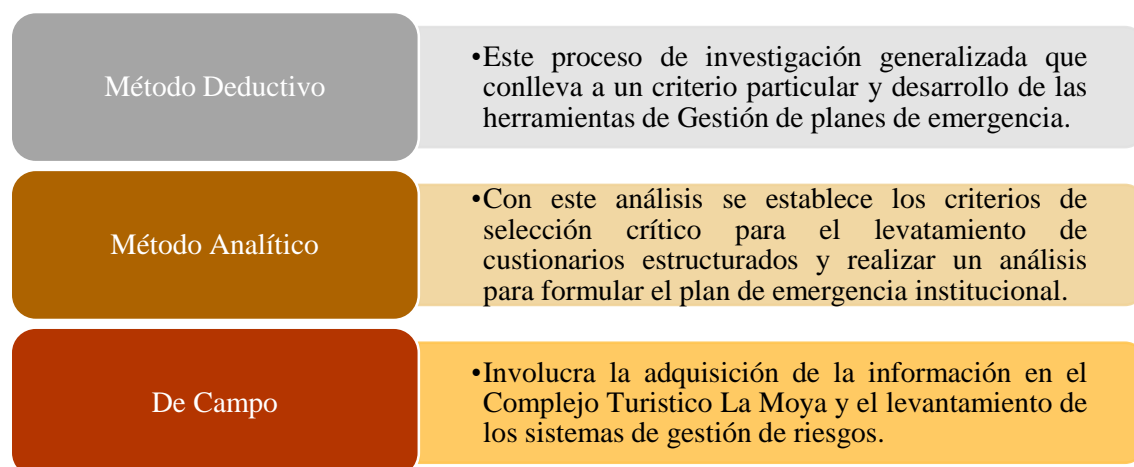 Método Deductivo
•Este proceso de investigación generalizada que
conlleva a un criterio particular y desarrollo de las
herramientas de Gestión de planes de emergencia.
Método Analítico
•Con este análisis se establece los criterios de
selección crítico para el levatamiento de
custionarios estructurados y realizar un análisis
para formular el plan de emergencia institucional.
De Campo
•Involucra la adquisición de la información en el
Complejo Turistico La Moya y el levantamiento de
los sistemas de gestión de riesgos.